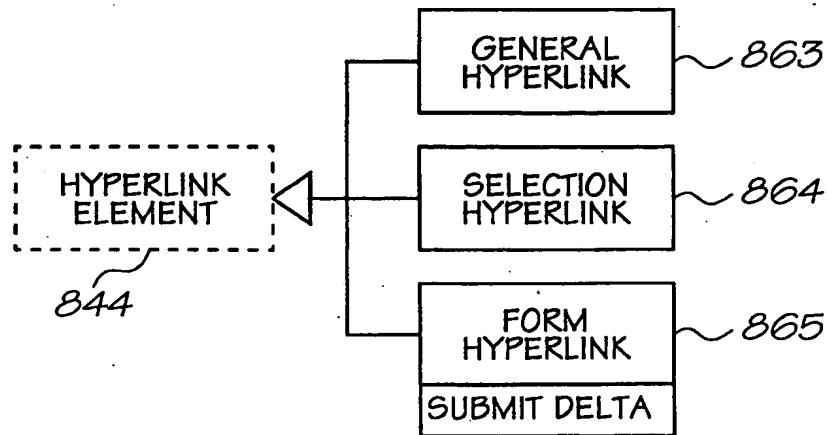 GENERAL
HYPERLINK
863
HYPERLINK
ELEMENT
844
SELECTION
HYPERLINK
864
FORM
HYPERLINK
865
SUBMIT DELTA